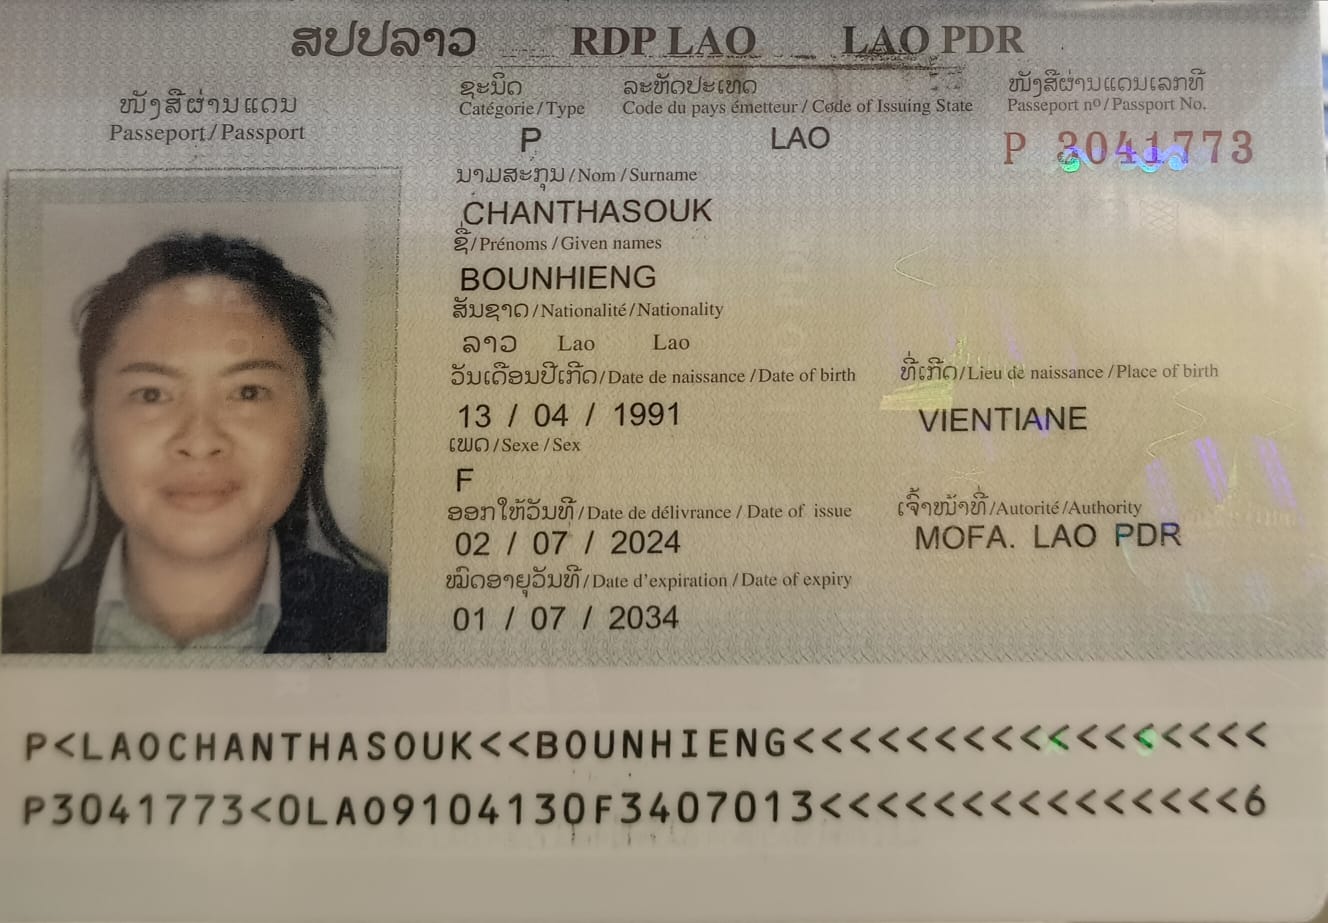 ສປປລາວ RDP LAO LAO PDR
ໜັງສືຜ່ານແດນ
Passeport/Passport
ຊະນິດ ລະຫັດປະເທດ ໜັງສືຜ່ານແດນເລກທີ
Catégorie/Type Code du pays émetteur / Code of Issuing State Passeport nº/Passport No.
P LAO P 3041773
ນາມສະກຸນ/Nom/Surname
CHANTHASOUK
ຊື່/Prénoms/Given names
BOUNHIENG
ສັນຊາດ/Nationalité/Nationality
ລາວ Lao Lao
ວັນເດືອນປີເກີດ/Date de naissance/Date of birth ທີ່ເກີດ/Lieu de naissance/Place of birth
13 / 04 / 1991 VIENTIANE
ເພດ/Sexe/Sex
F
ອອກໃຫ້ວັນທີ/Date de délivrance / Date of issue ເຈົ້າໜ້າທີ່/Autorité/Authority
02 / 07 / 2024 MOFA. LAO PDR
ໝົດອາຍຸວັນທີ/Date d'expiration/Date of expiry
01 / 07 / 2034
P<LAOCHANTHASOUK<<BOUNHIENG<<<<<<<<<<<<<<<<<
P3041773<0LAO9104130F3407013<<<<<<<<<<<<<<<6